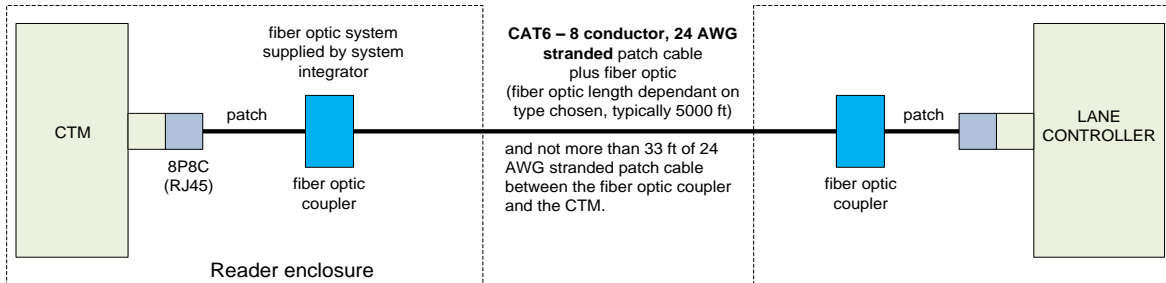 CTM
8P8C
(RJ45)
patch
fiber optic system
supplied by system
integrator
fiber optic
coupler
Reader enclosure
CAT6 – 8 conductor, 24 AWG
stranded patch cable
plus fiber optic
(fiber optic length dependant on
type chosen, typically 5000 ft)
and not more than 33 ft of 24
AWG stranded patch cable
between the fiber optic coupler
and the CTM.
fiber optic
coupler
patch
LANE
CONTROLLER